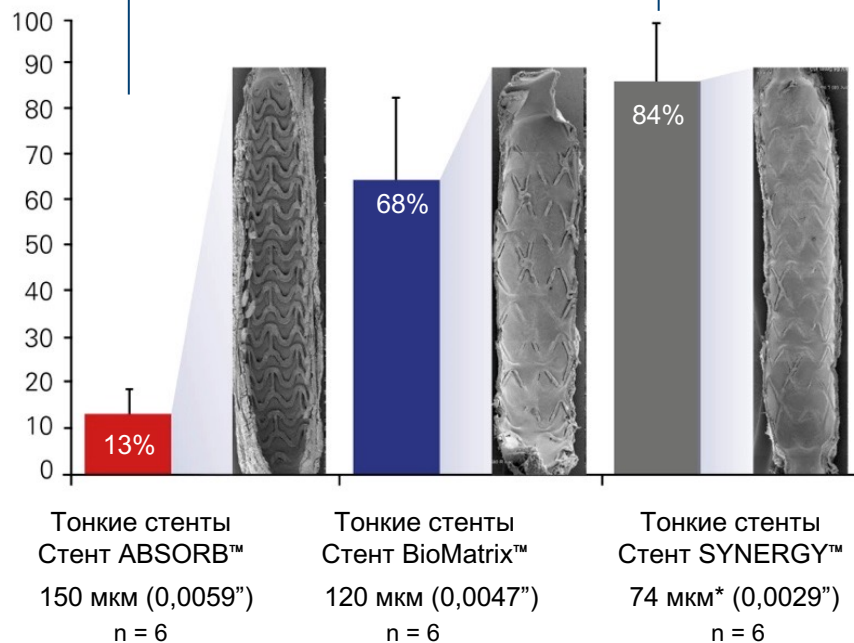 100
90
80
70
60
50
40
30
20
10
0
13%
68%
84%
Тонкие стенты
Стент ABSORB™
150 мкм (0,0059”)
n = 6
Тонкие стенты
Стент BioMatrix™
120 мкм (0,0047”)
n = 6
Тонкие стенты
Стент SYNERGY™
74 мкм* (0,0029”)
n = 6